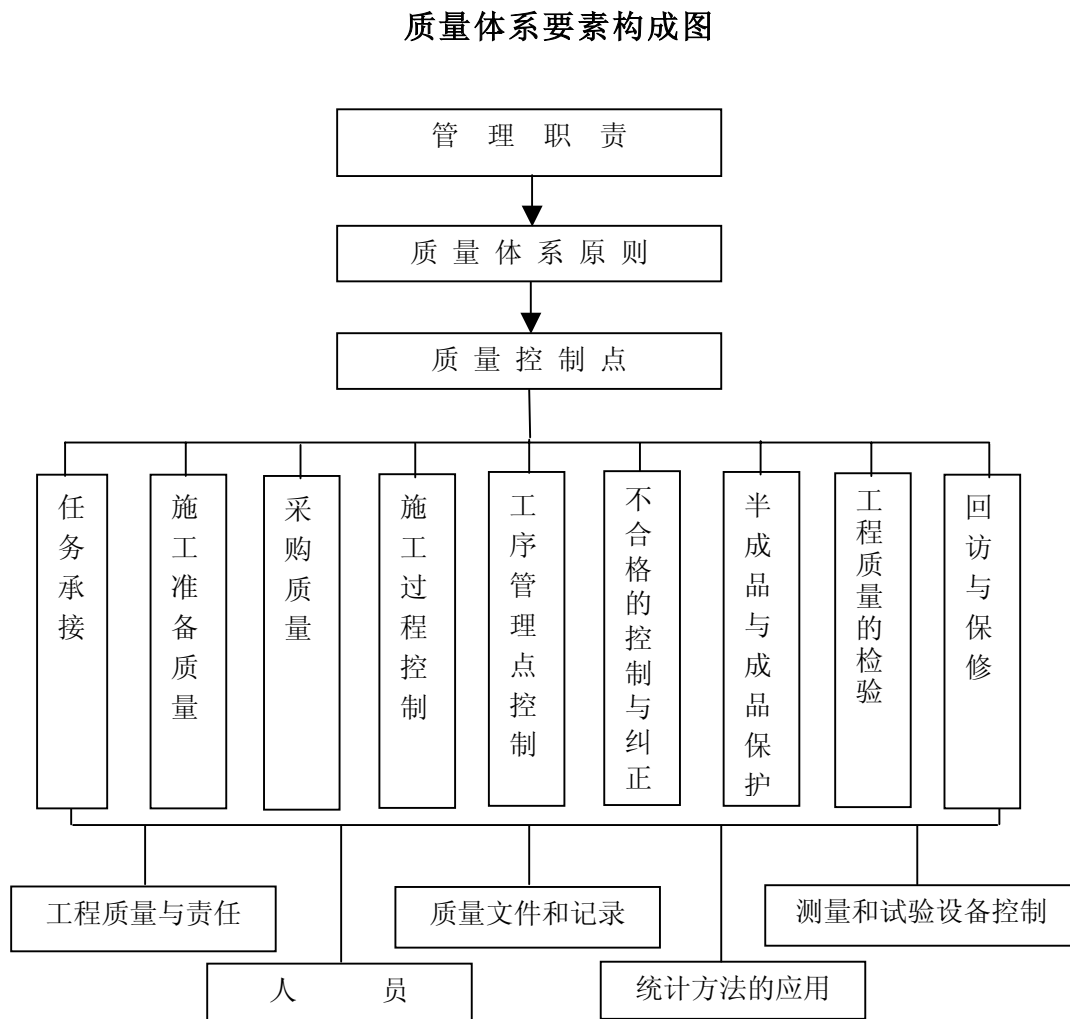 质量体系要素构成图
管 理 职 责
质 量 体 系 原 则
质 量 控 制 点
任务承接
施工准备质量
采购质量
施工过程控制
工序管理点控制
不合格的控制与纠正
半成品与成品保护
工程质量的检验
回访与保修
工程质量与责任
质量文件和记录
测量和试验设备控制
人 员
统计方法的应用